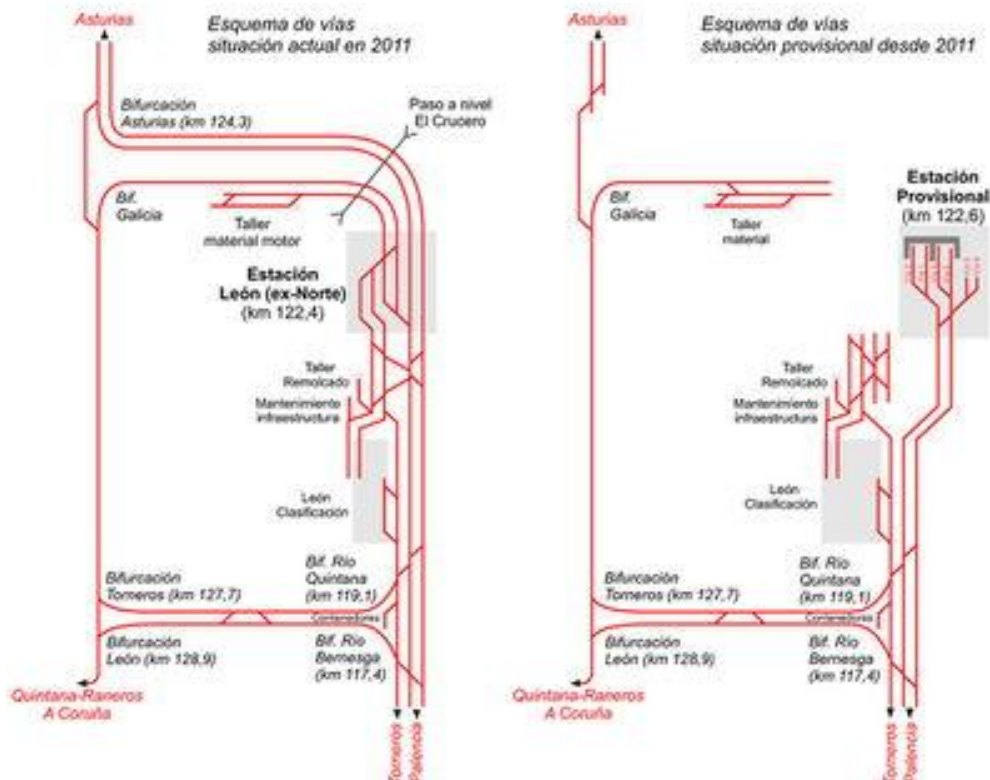 Asturias
Esquema de vías
situación actual en 2011
Bifurcación
Asturias (km 124,3)
Paso a nivel
El Crucero
Bif.
Galicia
Taller
material motor
Estación
León (ex-Norte)
(km 122,4)
Taller
Remolcado
Mantenimiento
infraestructura
León
Clasificación
Bifurcación
Torneros (km 127,7)
Bif. Río
Quintana
(km 119,1)
Contenedores
Bifurcación
León (km 128,9)
Bif. Río
Bernesga
(km 117,4)
Quintana-Raneros
A Coruña
Torneros
Palencia
Asturias
Esquema de vías
situación provisional desde 2011
Bif.
Galicia
Taller
material
Estación
Provisional
(km 122,6)
Taller
Remolcado
Mantenimiento
infraestructura
León
Clasificación
Bifurcación
Torneros (km 127,7)
Bif. Río
Quintana
(km 119,1)
Contenedores
Bifurcación
León (km 128,9)
Bif. Río
Bernesga
(km 117,4)
Quintana-Raneros
A Coruña
Torneros
Palencia